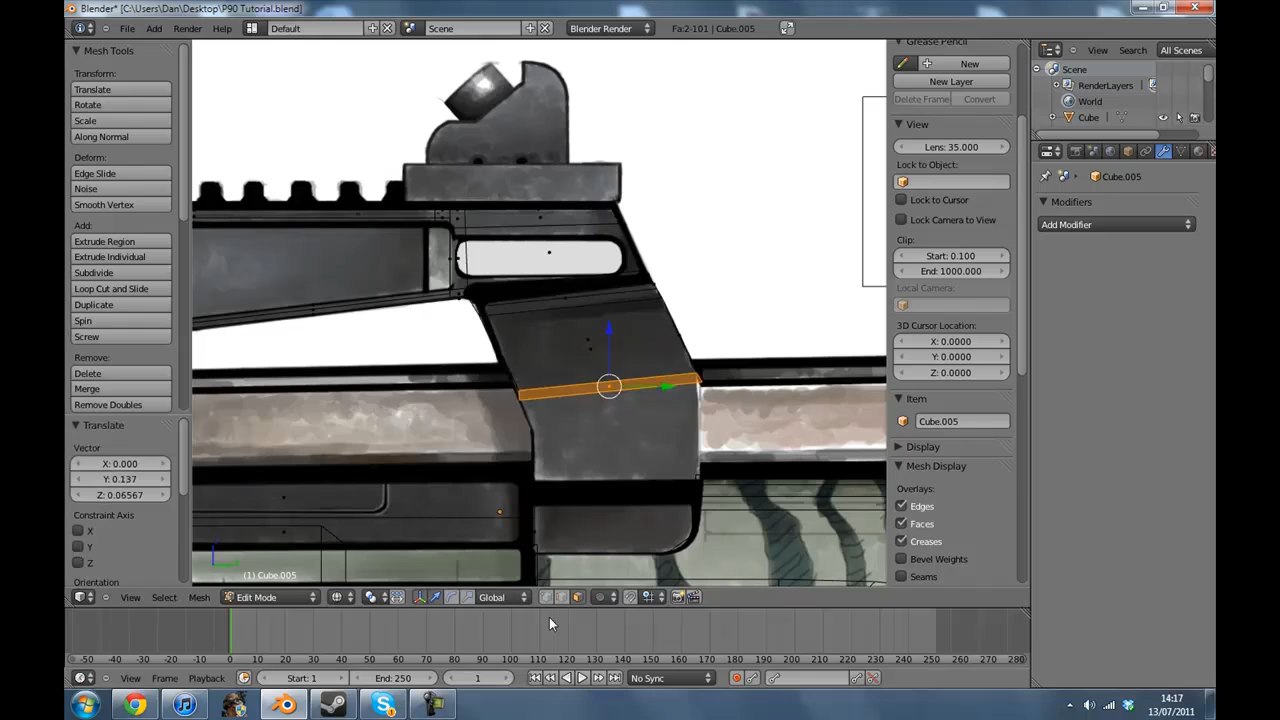 Blender* [C:\Users\Dan\Desktop\P90 Tutorial.blend]
File Add Render Help Default Scene Blender Render Fa:2-101 | Cube.005
Mesh Tools
Transform:
Translate
Rotate
Scale
Along Normal
Deform:
Edge Slide
Noise
Smooth Vertex
Add:
Extrude Region
Extrude Individual
Subdivide
Loop Cut and Slide
Duplicate
Spin
Screw
Remove:
Delete
Merge
Remove Doubles
Translate
Vector
X: 0.000
Y: 0.137
Z: 0.06567
Constraint Axis
X
Y
Z
Orientation
(1) Cube.005
Grease Pencil
New
New Layer
Delete Frame Convert
View
Lens: 35.000
Lock to Object:
Lock to Cursor
Lock Camera to View
Clip:
Start: 0.100
End: 1000.000
Local Camera:
3D Cursor Location:
X: 0.0000
Y: 0.0000
Z: 0.0000
Item
Cube.005
Display
Mesh Display
Overlays:
Edges
Faces
Creases
Bevel Weights
Seams
View Search All Scenes
Scene
RenderLayers
World
Cube
Cube.005
Modifiers
Add Modifier
View Select Mesh Edit Mode Global
-50 -40 -30 -20 -10 0 10 20 30 40 50 60 70 80 90 100 110 120 130 140 150 160 170 180 190 200 210 220 230 240 250 260 270 280
View Frame Playback Start: 1 End: 250 1 No Sync
14:17
13/07/2011